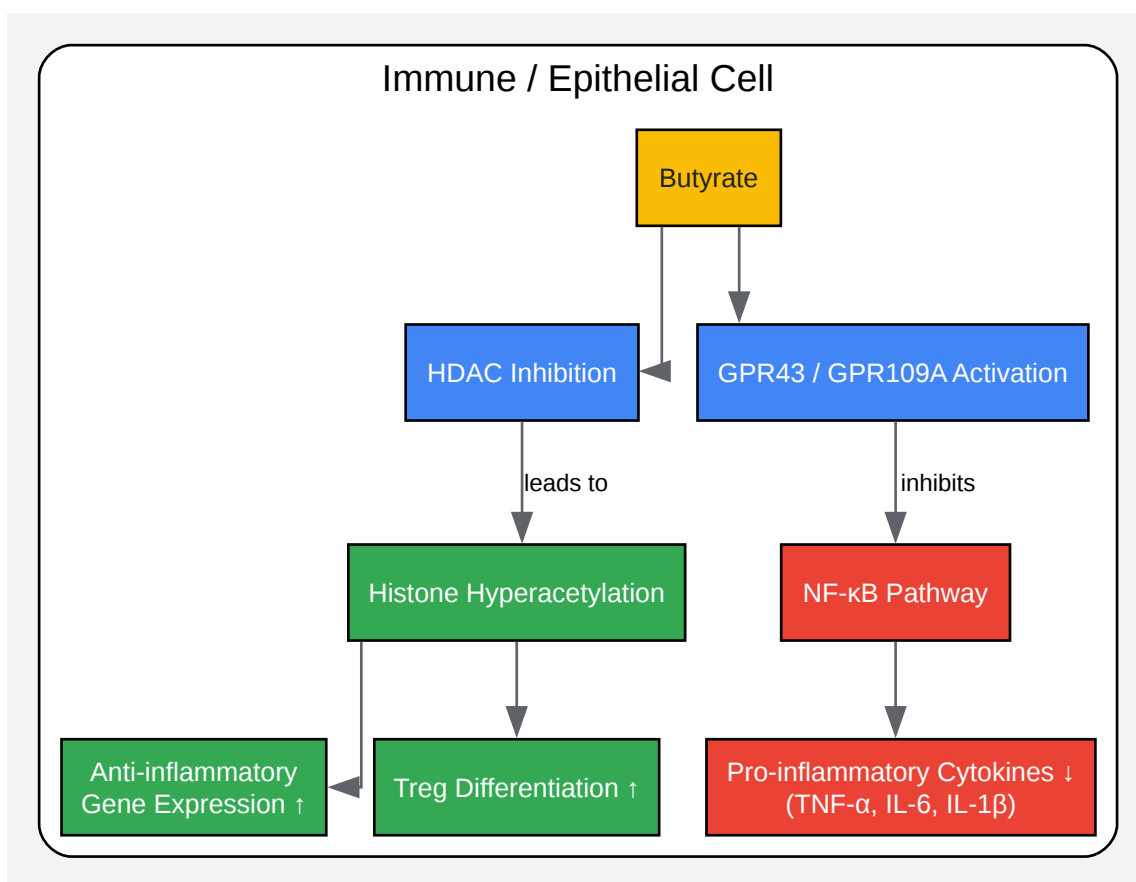 Immune / Epithelial Cell
Butyrate
HDAC Inhibition
GPR43 / GPR109A Activation
leads to
inhibits
Histone Hyperacetylation
NF-κB Pathway
Anti-inflammatory
Gene Expression ↑
Treg Differentiation ↑
Pro-inflammatory Cytokines ↓
(TNF-α, IL-6, IL-1β)